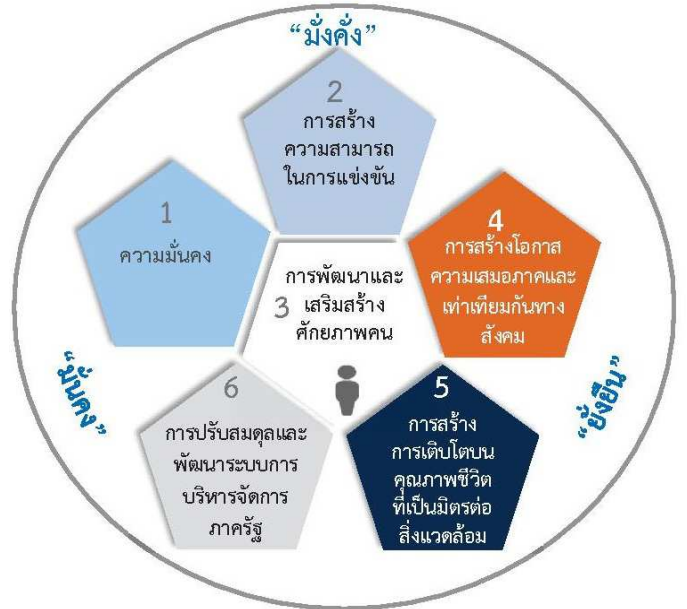 “มั่งคั่ง”
2
การสร้าง
ความสามารถ
ในการแข่งขัน
1
ความมั่นคง
4
การสร้างโอกาส
ความเสมอภาคและ
เท่าเทียมกันทาง
สังคม
การพัฒนาและ
3 เสริมสร้าง
ศักยภาพคน
“มั่นคง”
“ยั่งยืน”
6
การปรับสมดุลและ
พัฒนาระบบการ
บริหารจัดการ
ภาครัฐ
5
การสร้าง
การเติบโตบน
คุณภาพชีวิต
ที่เป็นมิตรต่อ
สิ่งแวดล้อม